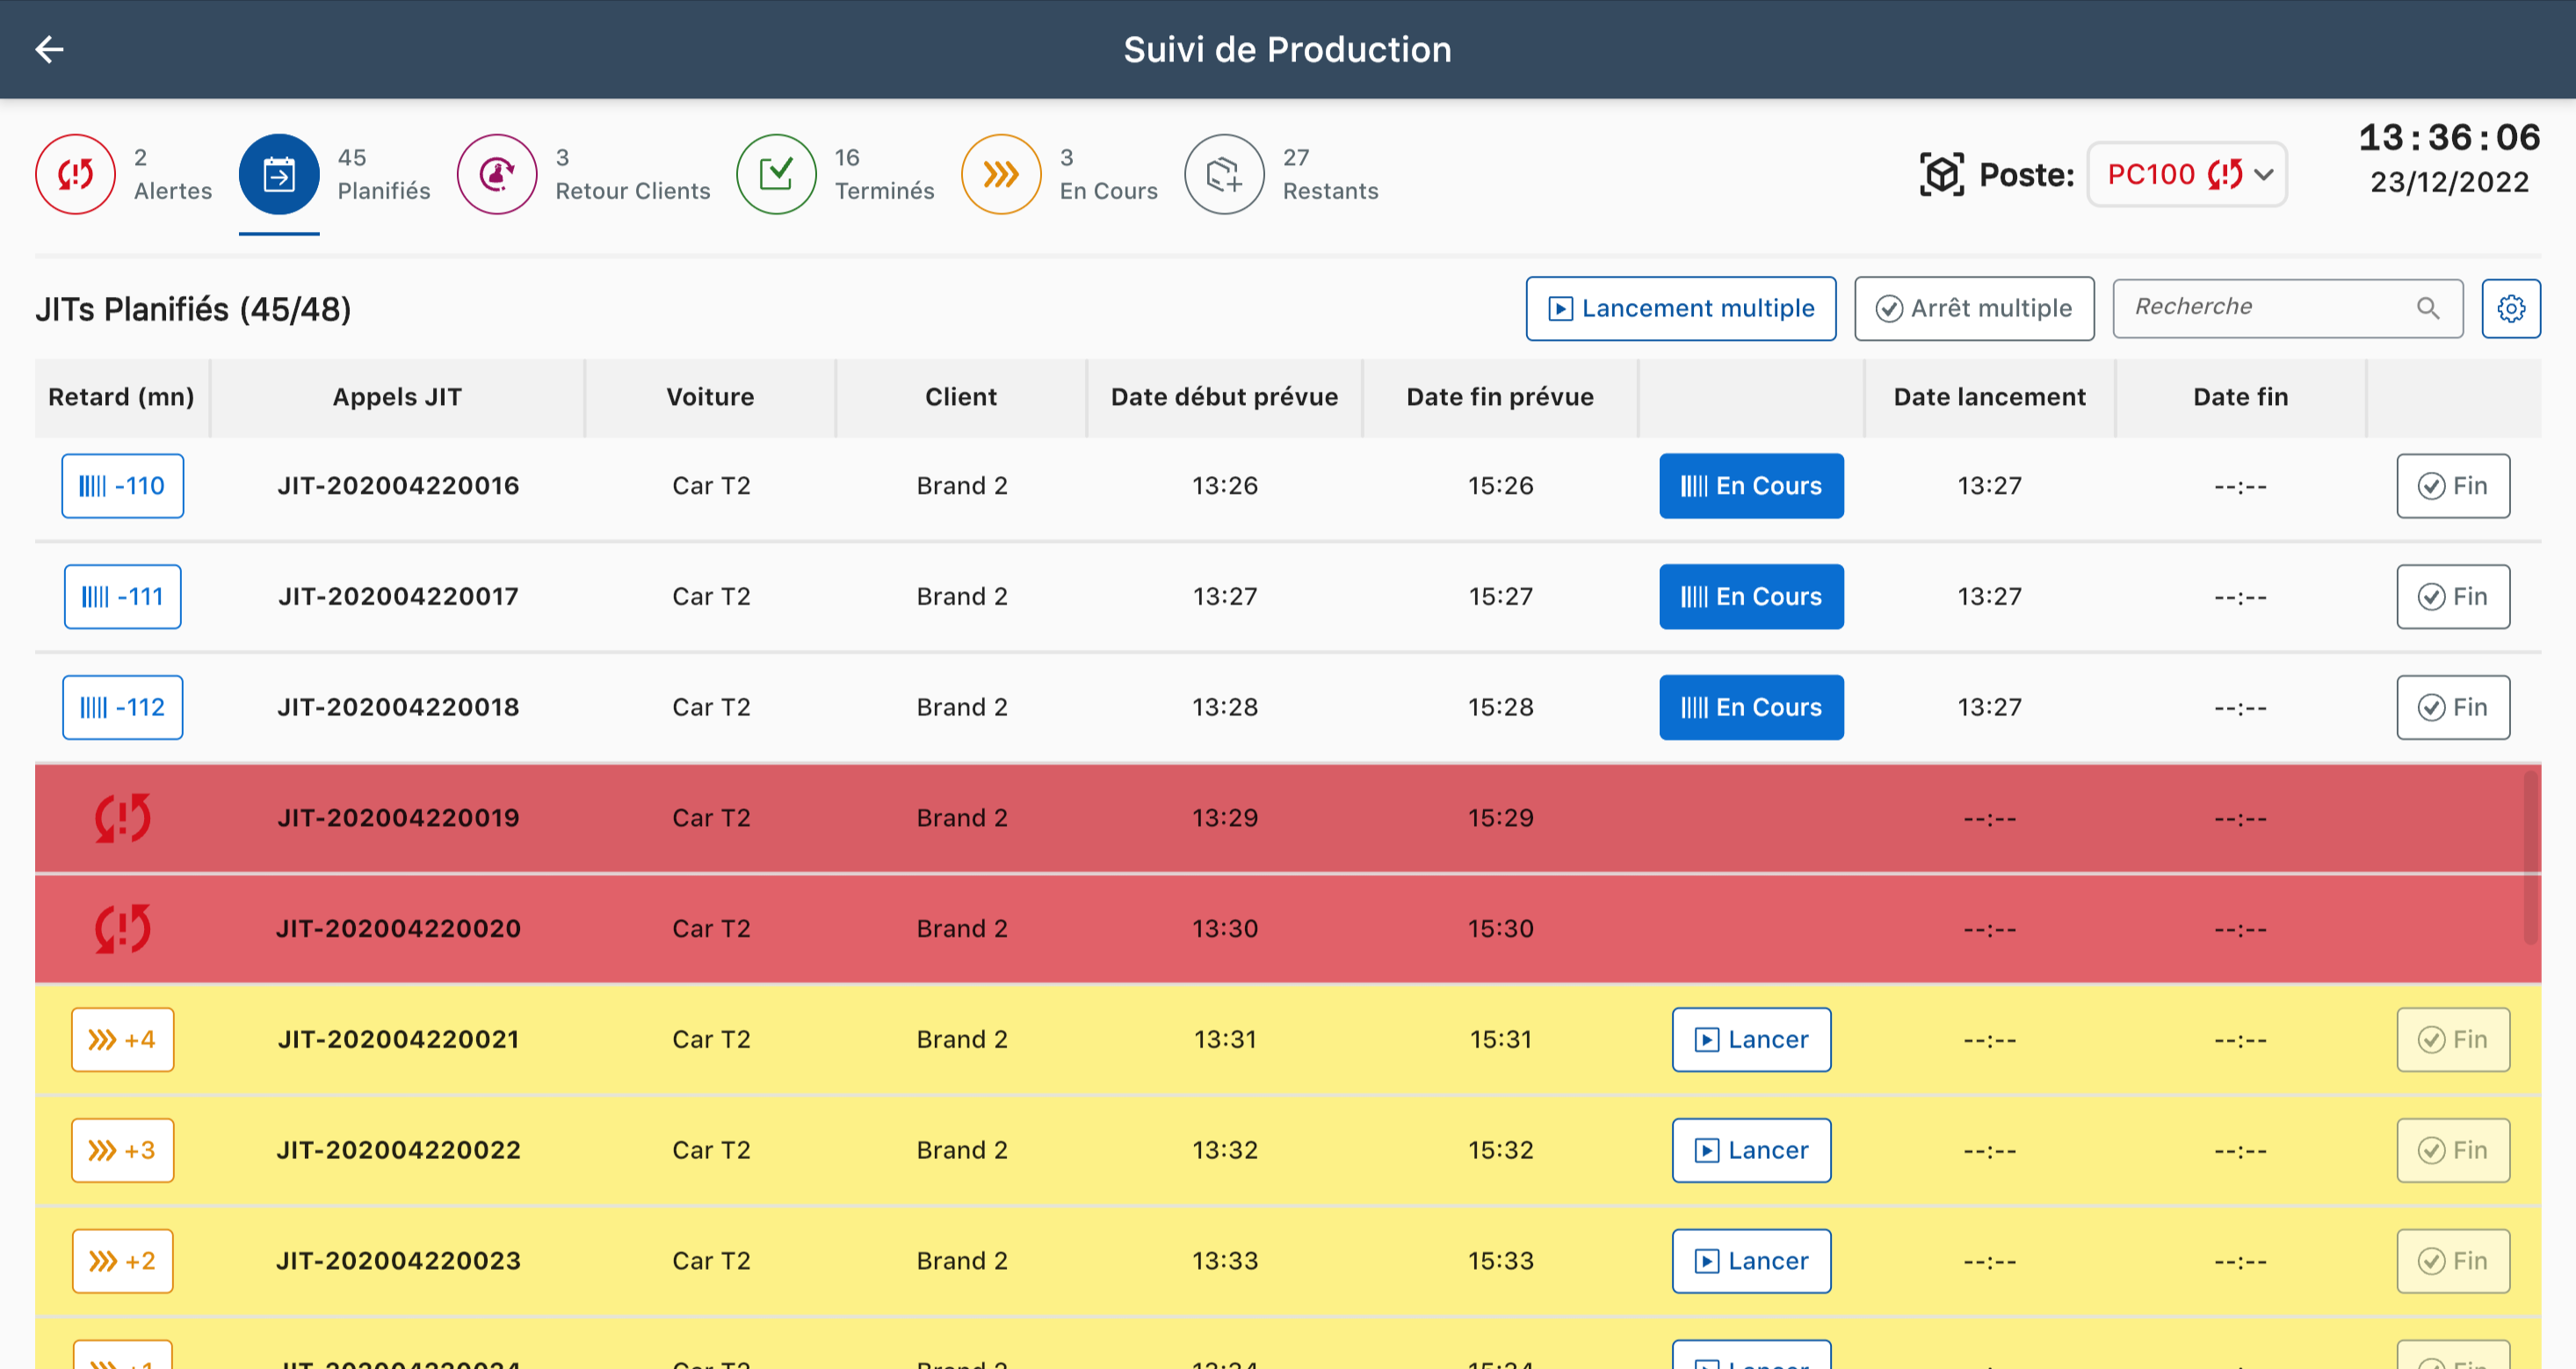 Suivi de Production
2 Alertes
45 Planifiés
3 Retour Clients
16 Terminés
3 En Cours
27 Restants
Poste: PC100
13:36:06
23/12/2022
JITs Planifiés (45/48)
Lancement multiple
Arrêt multiple
Recherche
Retard (mn) Appels JIT Voiture Client Date début prévue Date fin prévue Date lancement Date fin
-110 JIT-202004220016 Car T2 Brand 2 13:26 15:26 En Cours 13:27 --:-- Fin
-111 JIT-202004220017 Car T2 Brand 2 13:27 15:27 En Cours 13:27 --:-- Fin
-112 JIT-202004220018 Car T2 Brand 2 13:28 15:28 En Cours 13:27 --:-- Fin
JIT-202004220019 Car T2 Brand 2 13:29 15:29 --:-- --:--
JIT-202004220020 Car T2 Brand 2 13:30 15:30 --:-- --:--
+4 JIT-202004220021 Car T2 Brand 2 13:31 15:31 Lancer --:-- --:-- Fin
+3 JIT-202004220022 Car T2 Brand 2 13:32 15:32 Lancer --:-- --:-- Fin
+2 JIT-202004220023 Car T2 Brand 2 13:33 15:33 Lancer --:-- --:-- Fin